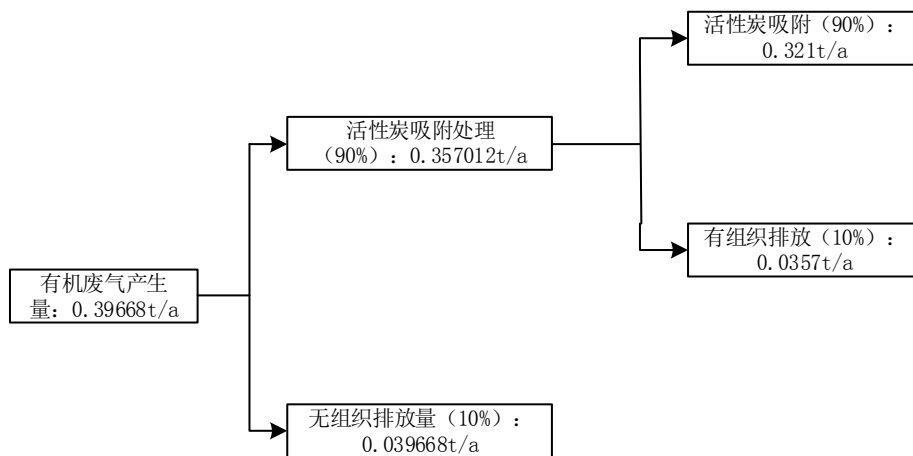 活性炭吸附（90%）：
0.321t/a
活性炭吸附处理
（90%）：0.357012t/a
有组织排放（10%）：
0.0357t/a
有机废气产生
量：0.39668t/a
无组织排放量（10%）：
0.039668t/a